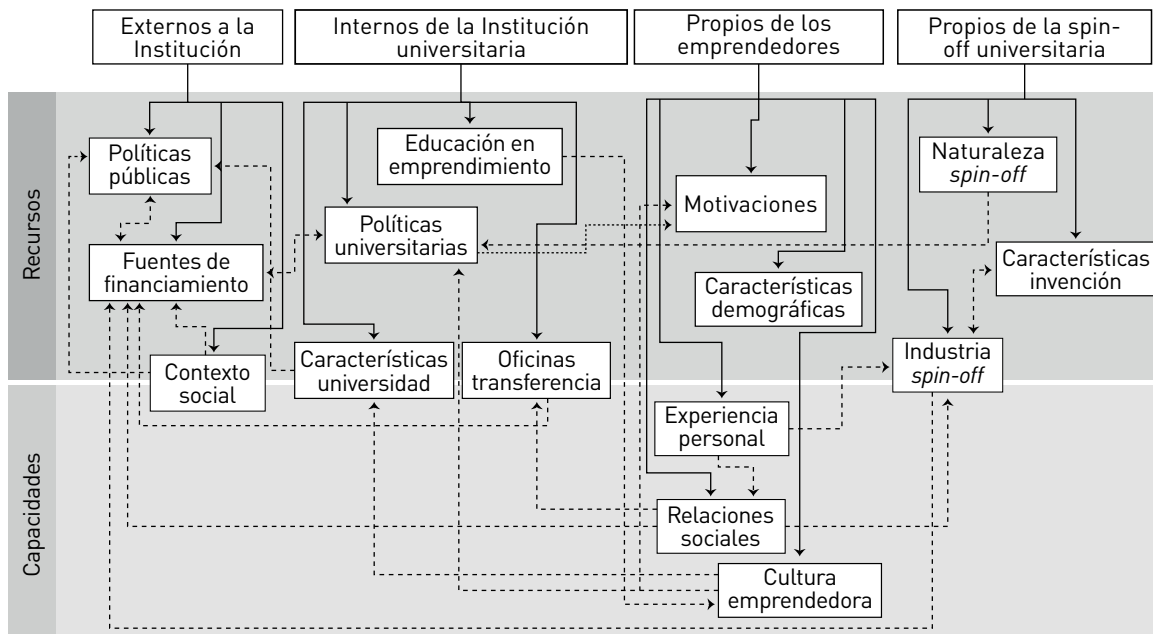 Externos a la
Institución
Internos de la Institución
universitaria
Propios de los
emprendedores
Propios de la spin-
off universitaria
Recursos
Políticas
públicas
Educación en
emprendimiento
Naturaleza
spin-off
Motivaciones
Políticas
universitarias
Fuentes de
financiamiento
Características
demográficas
Características
invención
Contexto
social
Características
universidad
Oficinas
transferencia
Industria
spin-off
Capacidades
Experiencia
personal
Relaciones
sociales
Cultura
emprendedora